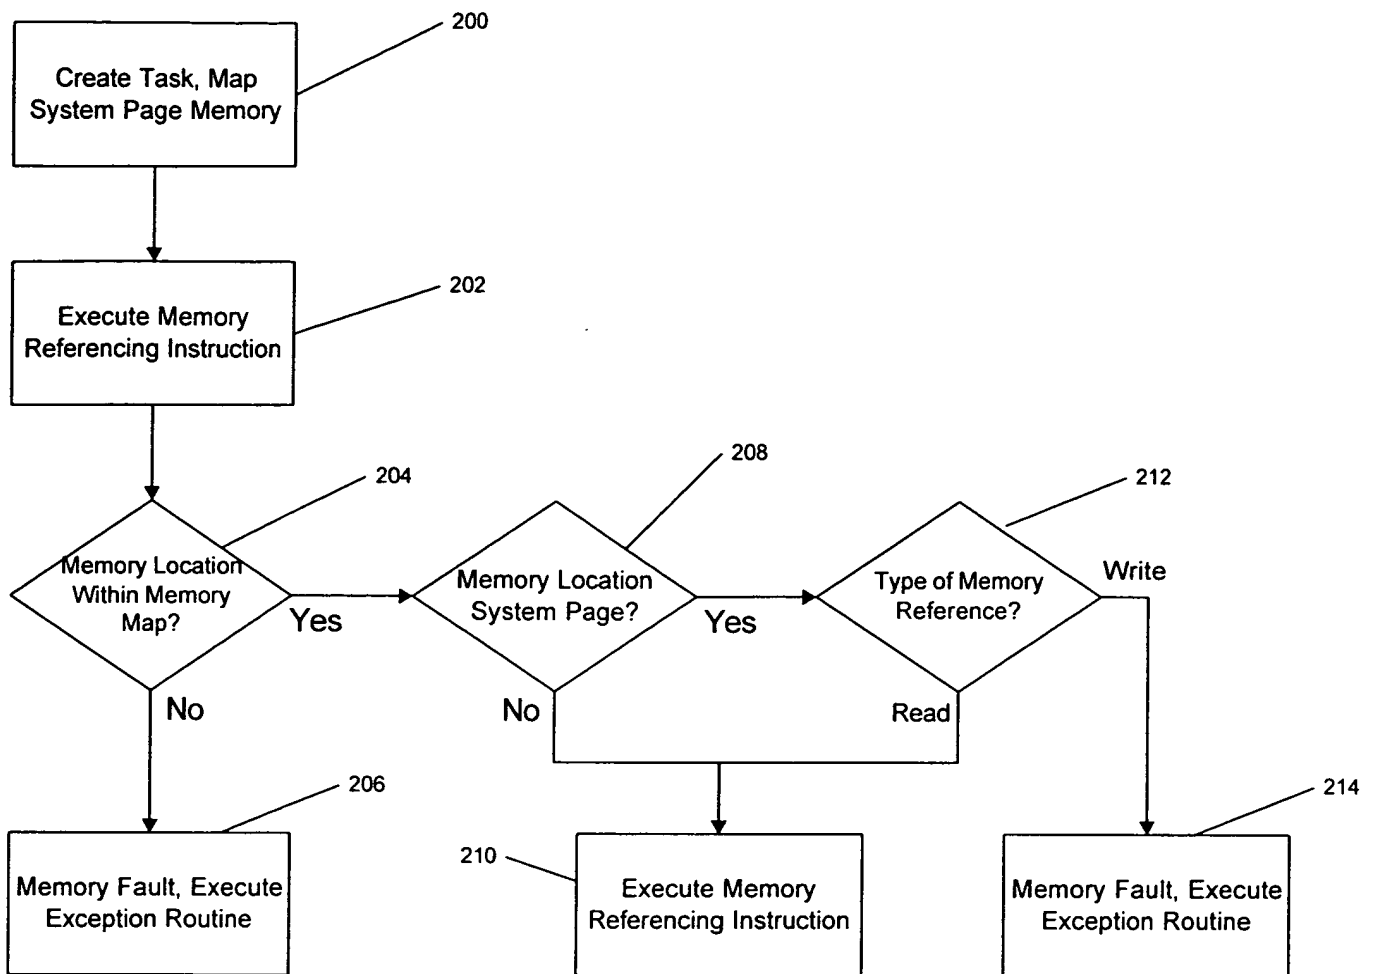 200
Create Task, Map
System Page Memory
202
Execute Memory
Referencing Instruction
204
208
212
Memory Location
Within Memory
Map?
Yes
Memory Location
System Page?
Yes
Type of Memory
Reference?
Write
No
No
Read
206
214
210
Memory Fault, Execute
Exception Routine
Execute Memory
Referencing Instruction
Memory Fault, Execute
Exception Routine